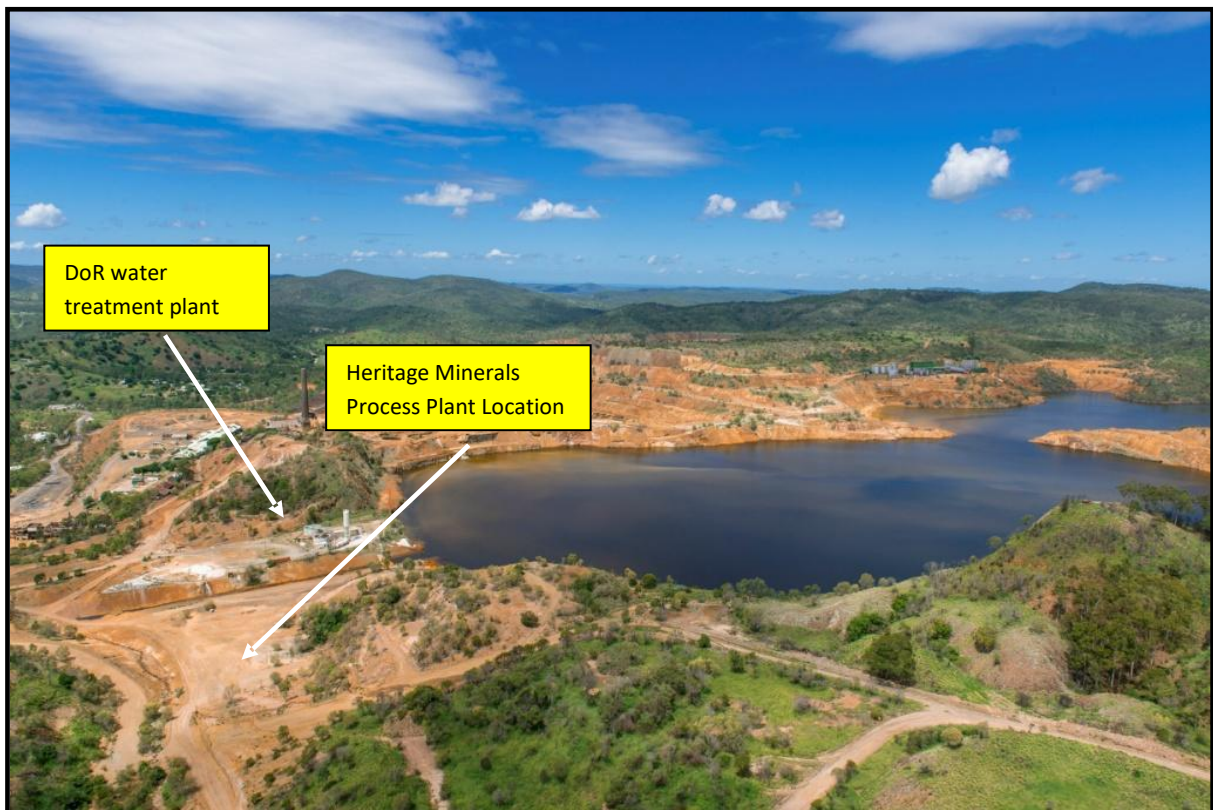 DoR water
treatment plant
Heritage Minerals
Process Plant Location